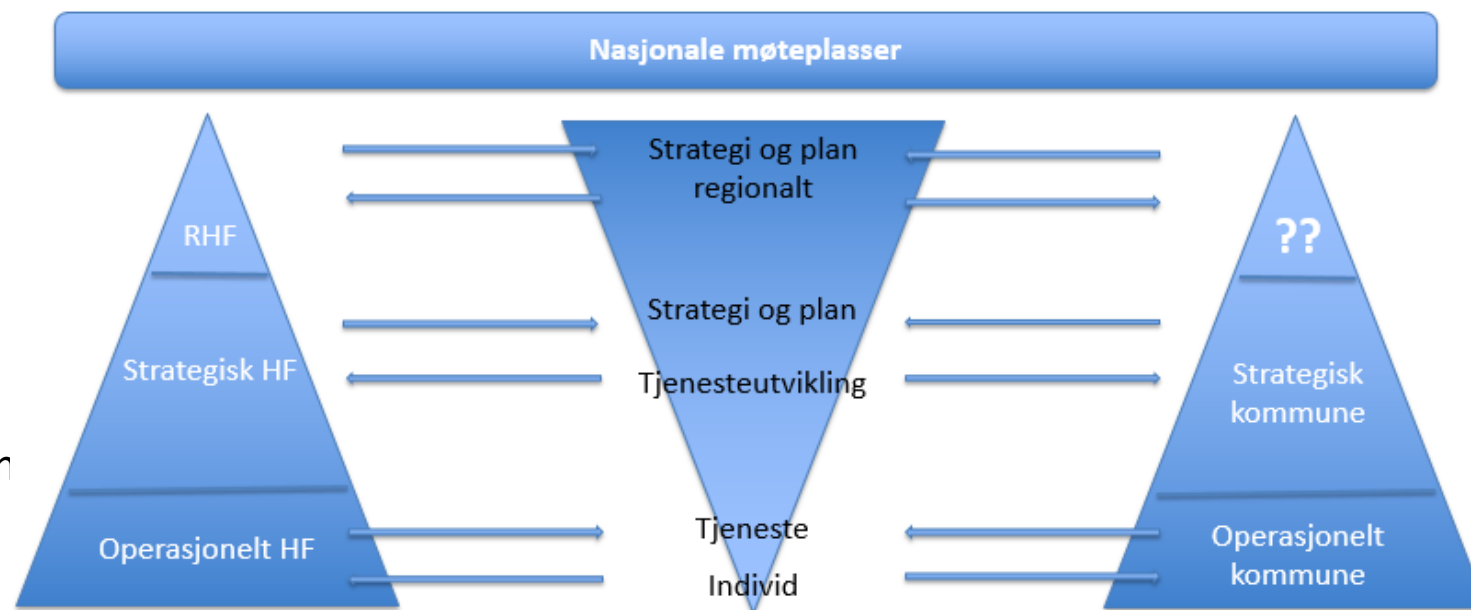 Nasjonale møteplasser
RHF
Strategisk HF
Operasjonelt HF
Strategi og plan
regionalt
Strategi og plan
Tjenesteutvikling
Tjeneste
Individ
??
Strategisk
kommune
Operasjonelt
kommune